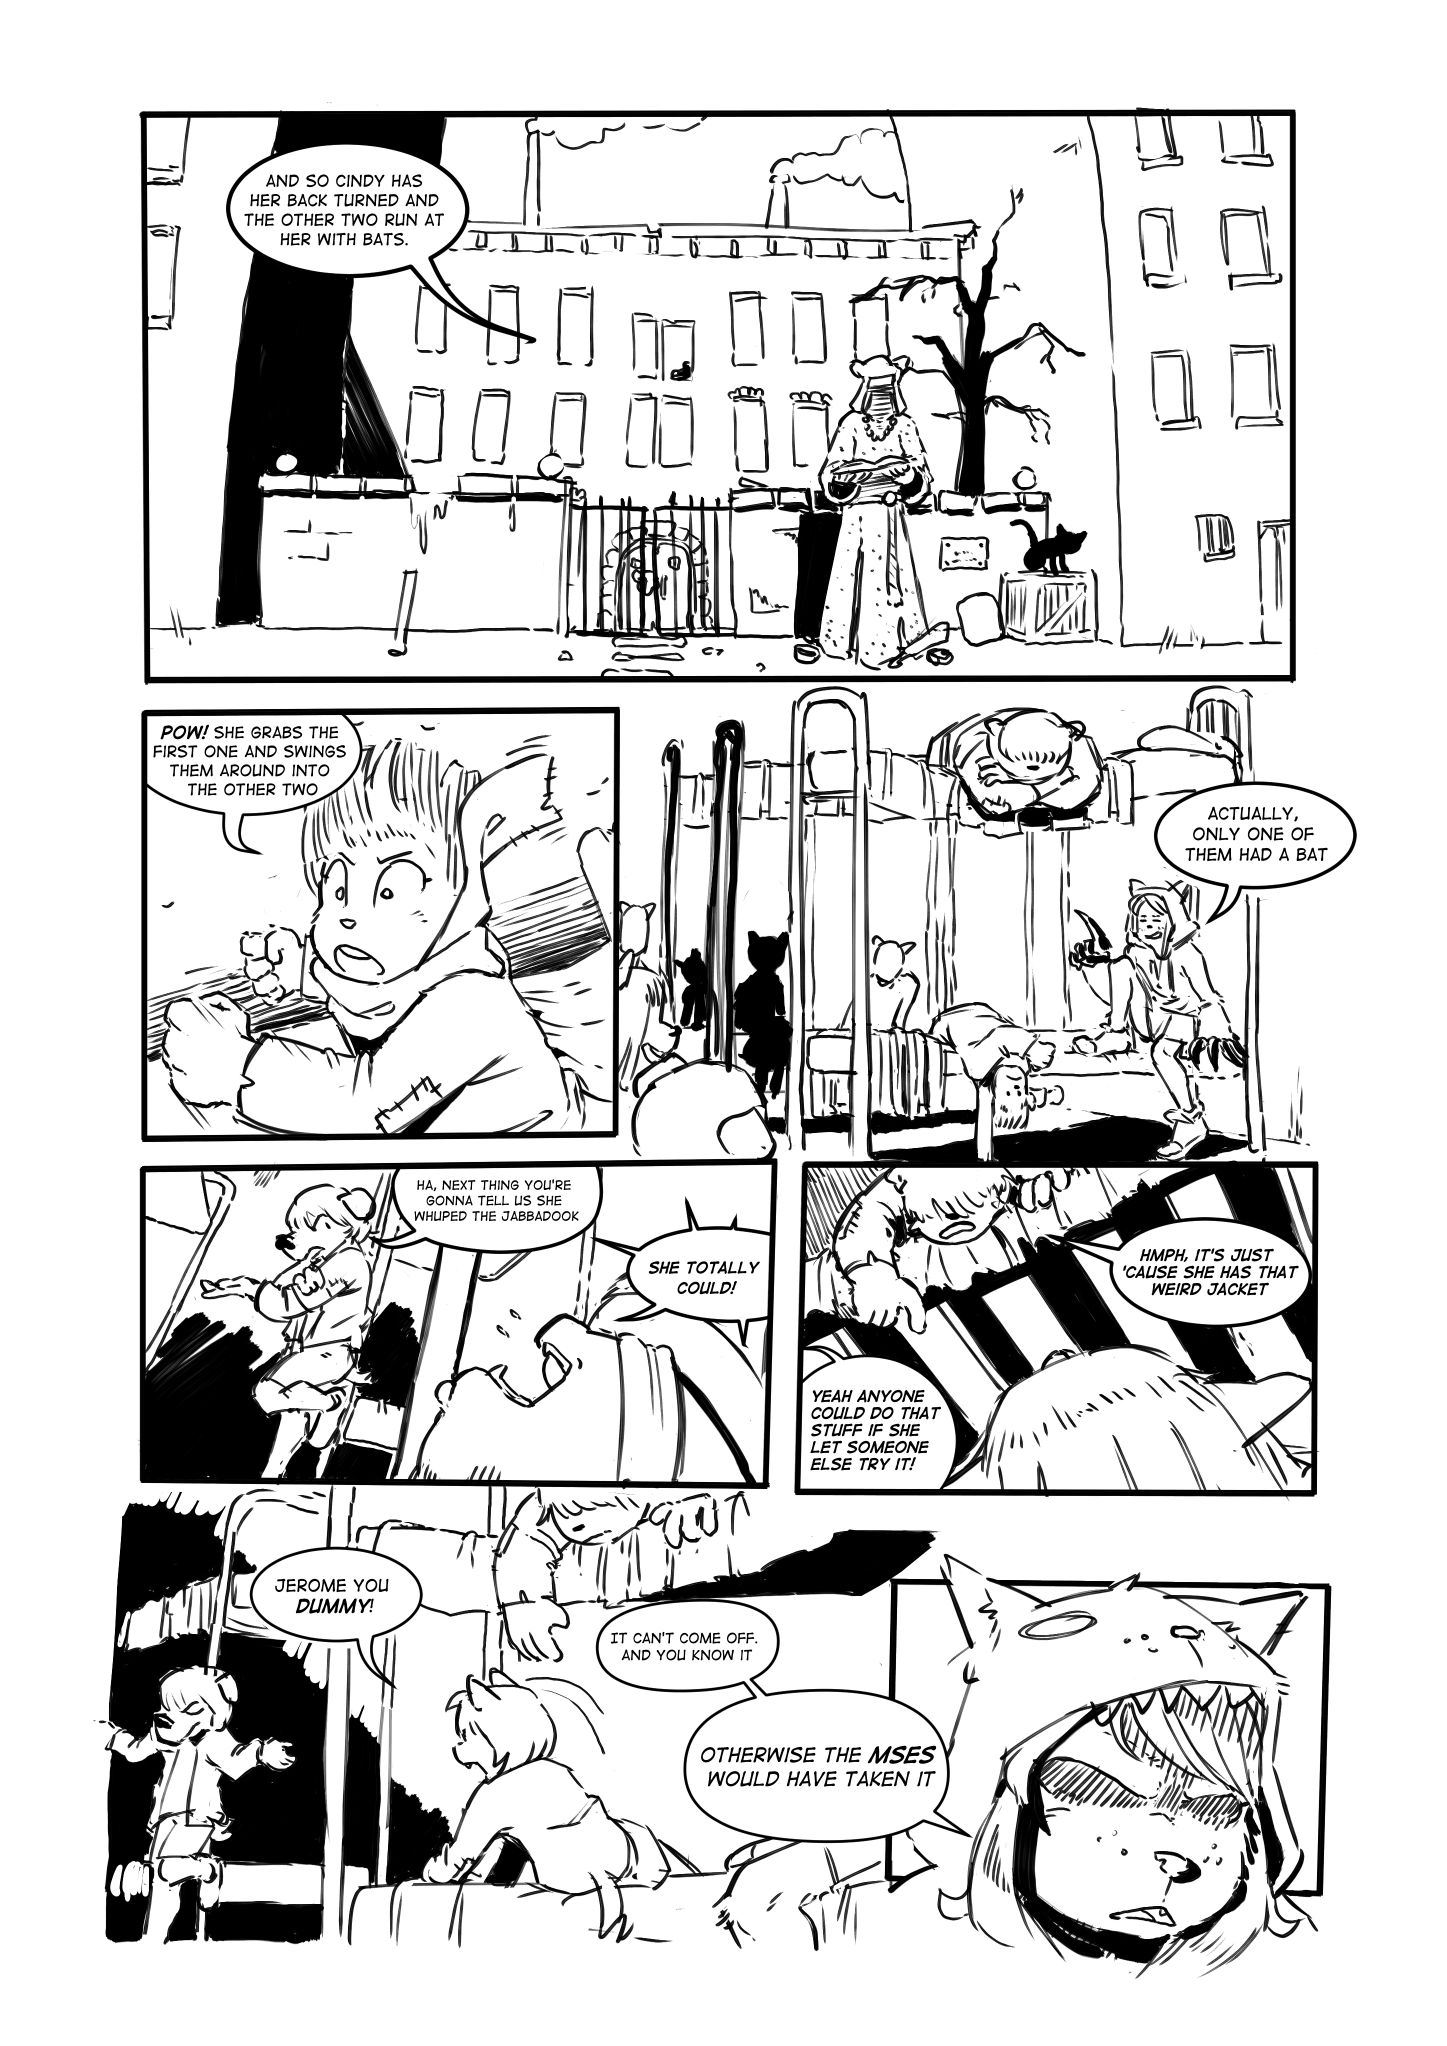 AND SO CINDY HAS
HER BACK TURNED AND
THE OTHER TWO RUN AT
HER WITH BATS.
POW! SHE GRABS THE
FIRST ONE AND SWINGS
THEM AROUND INTO
THE OTHER TWO
ACTUALLY,
ONLY ONE OF
THEM HAD A BAT
HA, NEXT THING YOU'RE
GONNA TELL US SHE
WHUPED THE JABBADOOK
SHE TOTALLY
COULD!
HMPH, IT'S JUST
'CAUSE SHE HAS THAT
WEIRD JACKET
YEAH ANYONE
COULD DO THAT
STUFF IF SHE
LET SOMEONE
ELSE TRY IT!
JEROME YOU
DUMMY!
IT CAN'T COME OFF.
AND YOU KNOW IT
OTHERWISE THE MSES
WOULD HAVE TAKEN IT